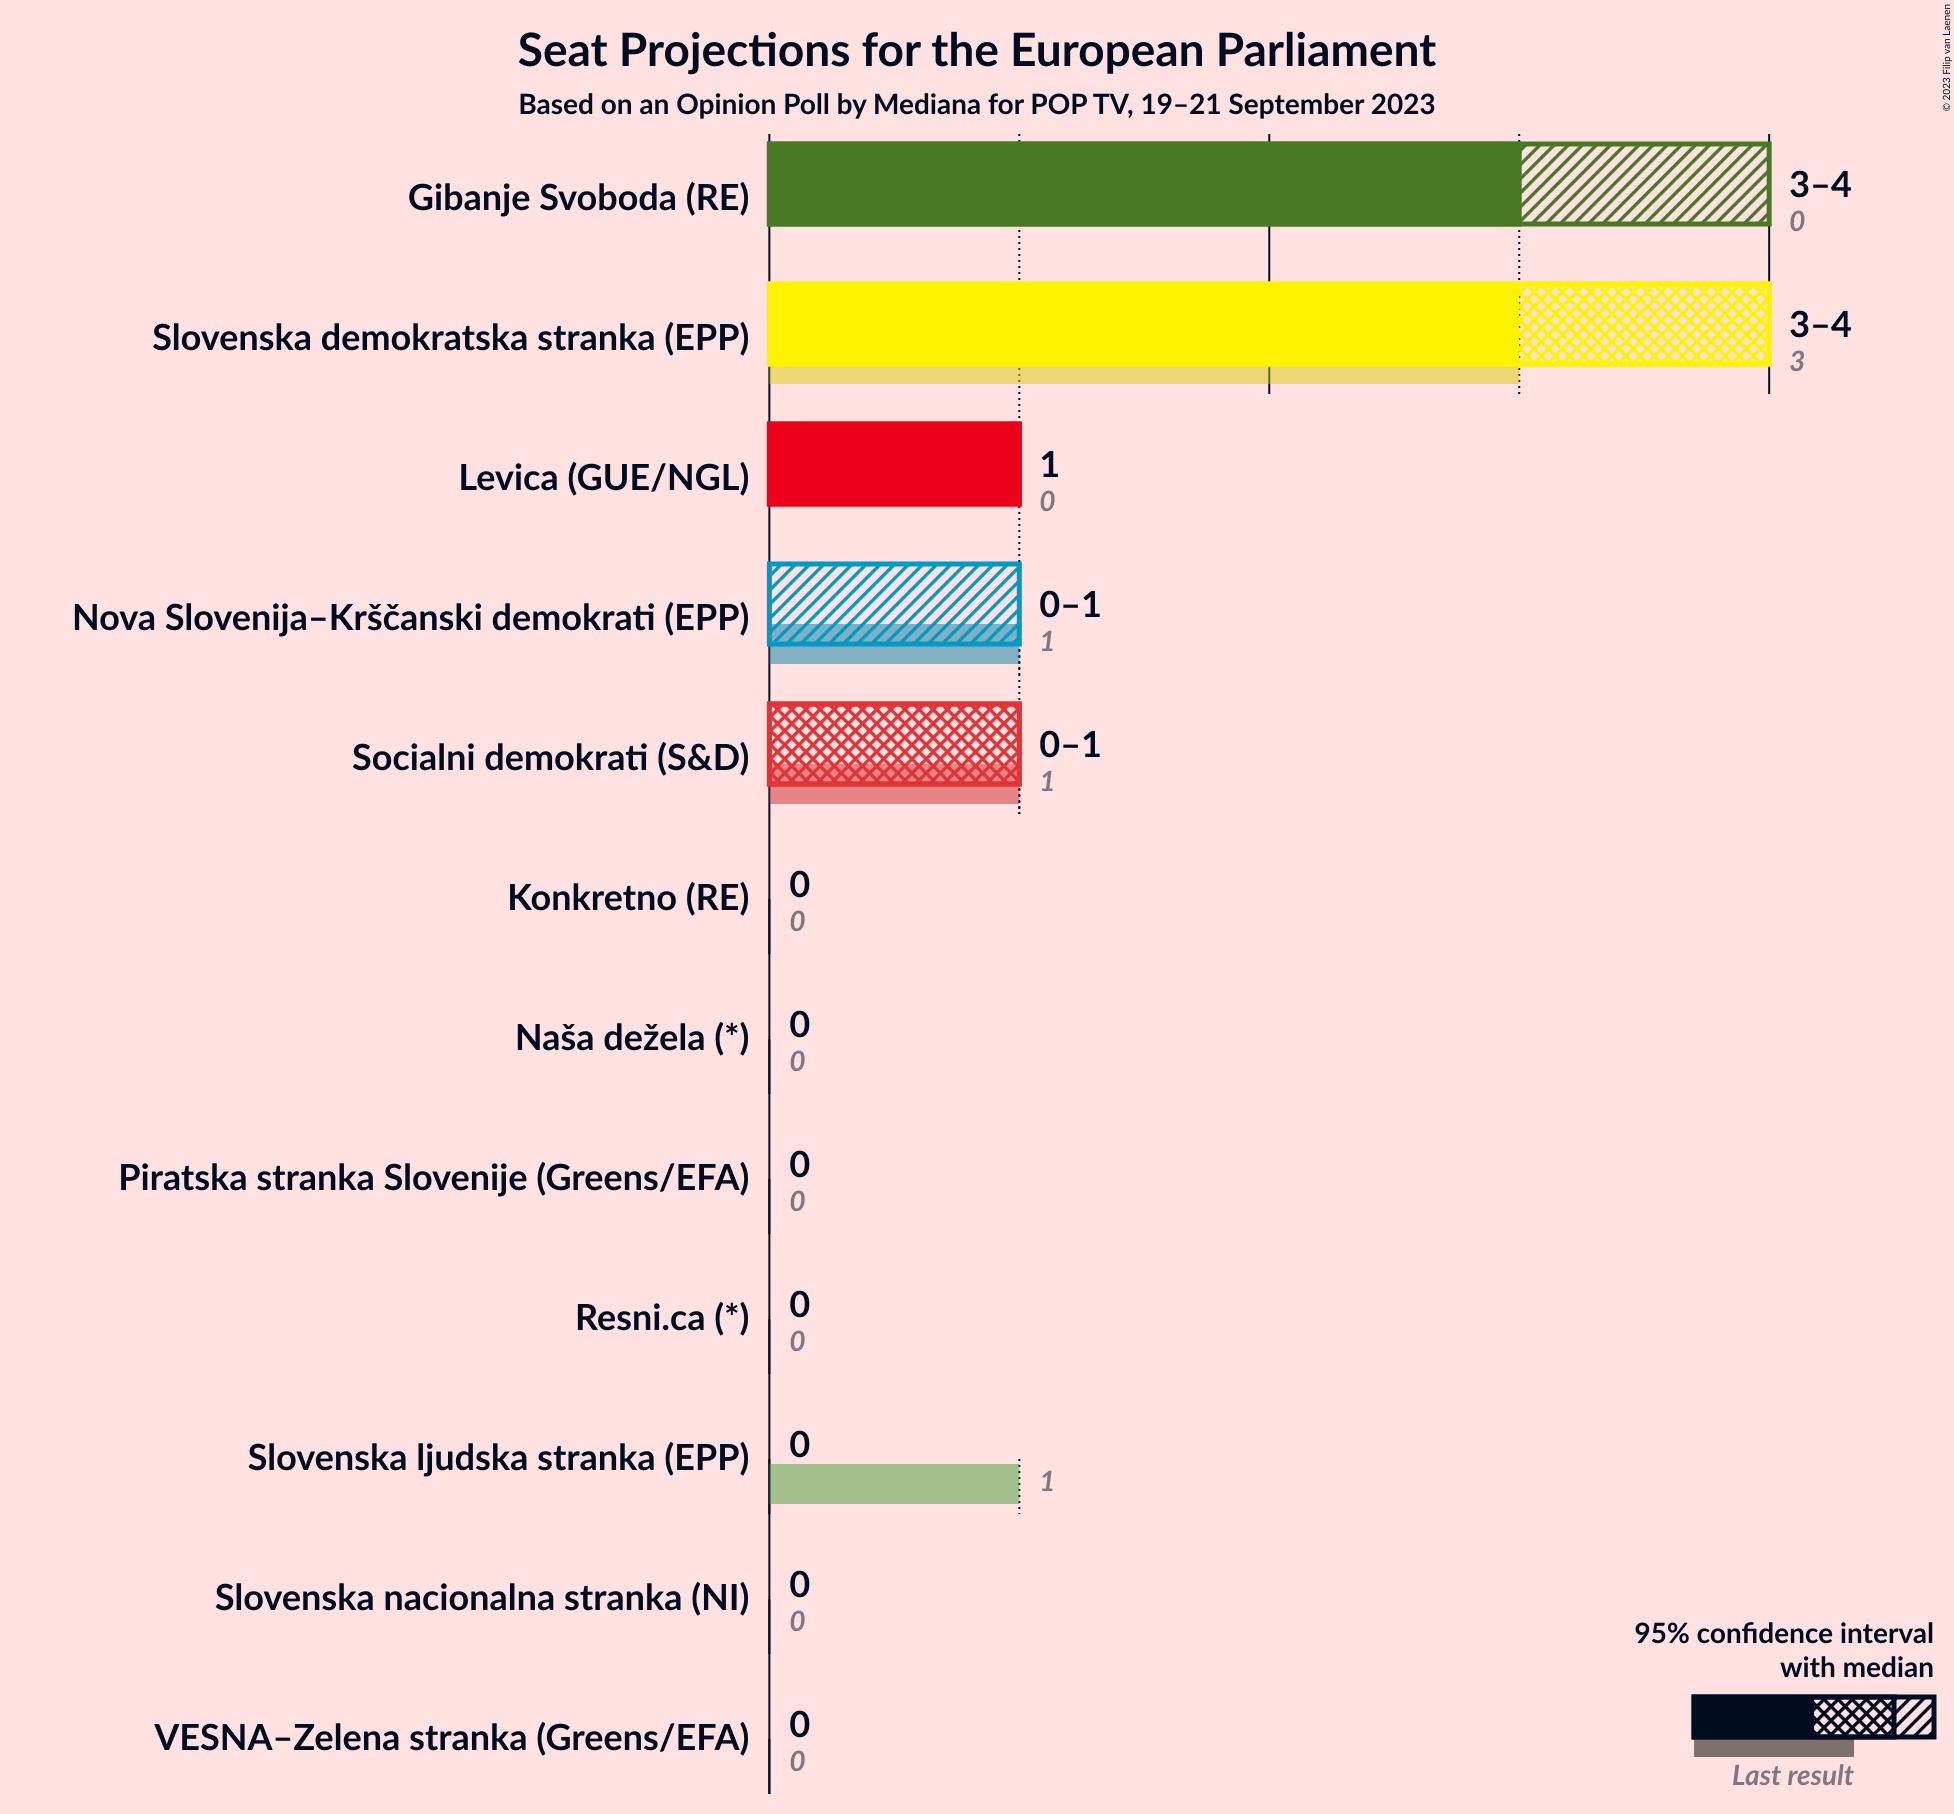 Seat Projections for the European Parliament
Based on an Opinion Poll by Mediana for POP TV, 19–21 September 2023
© 2023 Filip van Laenen
Gibanje Svoboda (RE)
3–4
0
Slovenska demokratska stranka (EPP)
3–4
3
Levica (GUE/NGL)
1
0
Nova Slovenija–Krščanski demokrati (EPP)
0–1
1
Socialni demokrati (S&D)
0–1
1
Konkretno (RE)
0
0
Naša dežela (*)
0
0
Piratska stranka Slovenije (Greens/EFA)
0
0
Resni.ca (*)
0
0
Slovenska ljudska stranka (EPP)
0
1
Slovenska nacionalna stranka (NI)
0
0
VESNA–Zelena stranka (Greens/EFA)
0
0
95% confidence interval
with median
Last result